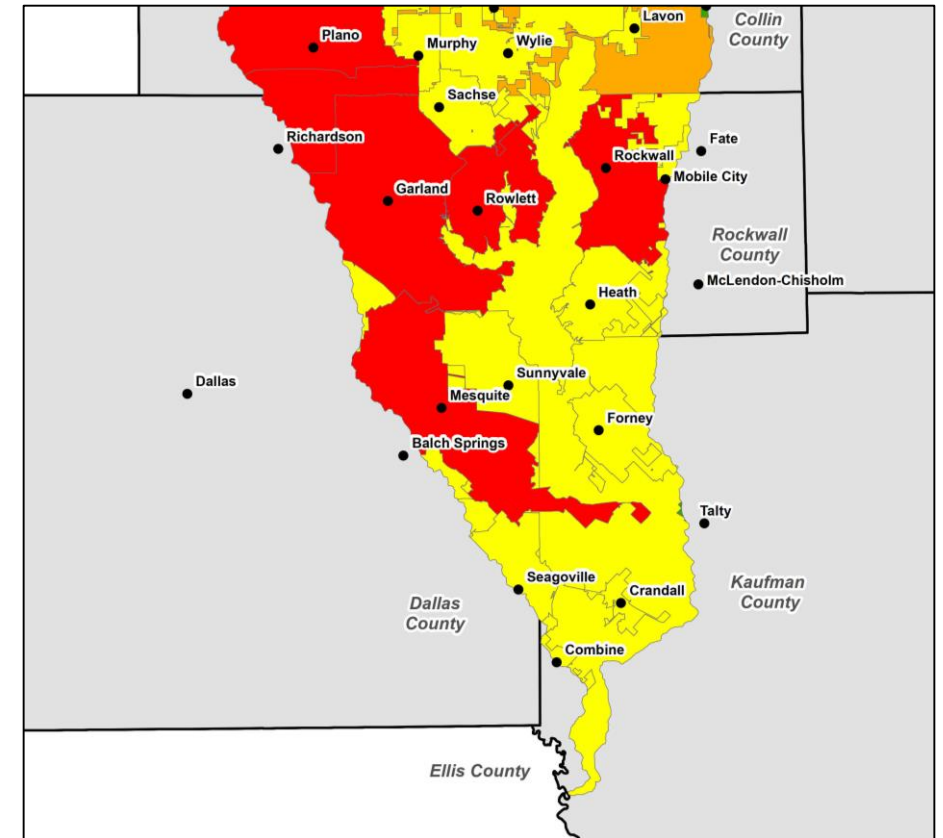 Lavon
Collin
County
Plano
Murphy
Wylie
Sachse
Richardson
Rockwall
Fate
Mobile City
Garland
Rowlett
Rockwall
County
McLendon-Chisholm
Heath
Dallas
Sunnyvale
Mesquite
Forney
Balch Springs
Talty
Seagoville
Crandall
Kaufman
County
Dallas
County
Combine
Ellis County